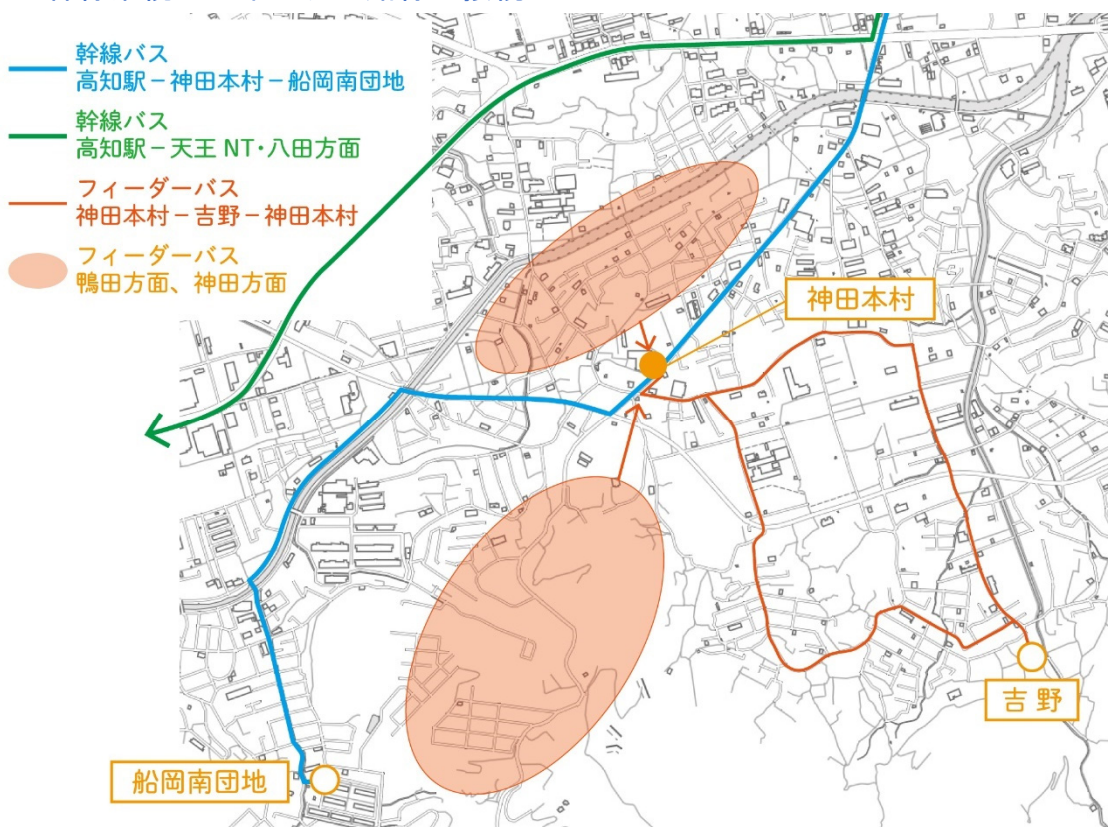 幹線バス
高知駅－神田本村－船岡南団地
幹線バス
高知駅－天王NT・八田方面
フィーダーバス
神田本村－吉野－神田本村
フィーダーバス
鴨田方面、神田方面
神田本村
吉野
船岡南団地